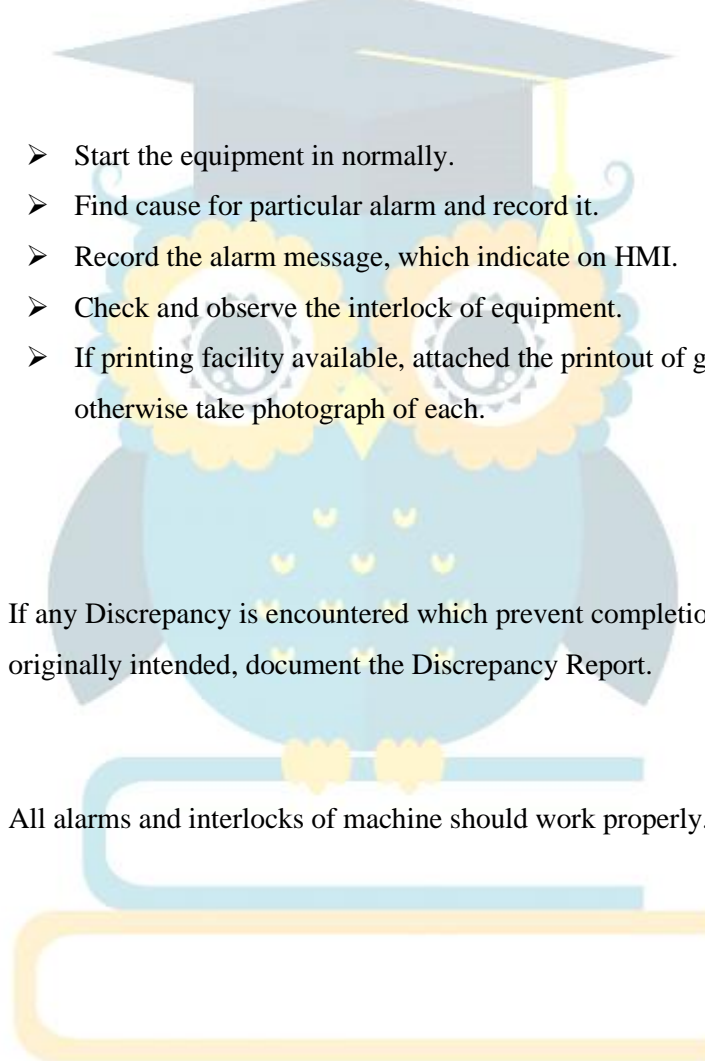 ➢ Start the equipment in normally.
➢ Find cause for particular alarm and record it.
➢ Record the alarm message, which indicate on HMI.
➢ Check and observe the interlock of equipment.
➢ If printing facility available, attached the printout of
otherwise take photograph of each.
If any Discrepancy is encountered which prevent
originally intended, document the Discrepancy Report.
All alarms and interlocks of machine should work properly.